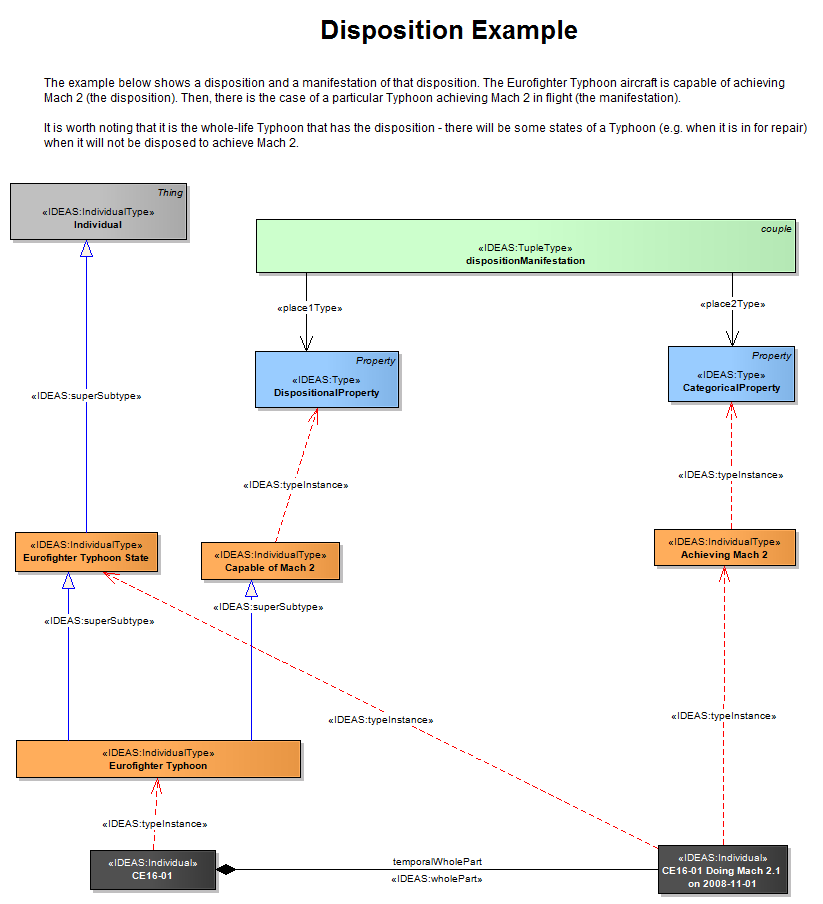 Disposition Example
The example below shows a disposition and a manifestation of that disposition. The Eurofighter Typhoon aircraft is capable of achieving
Mach 2 (the disposition). Then, there is the case of a particular Typhoon achieving Mach 2 in flight (the manifestation).
It is worth noting that it is the whole-life Typhoon that has the disposition - there will be some states of a Typhoon (e.g. when it is in for repair)
when it will not be disposed to achieve Mach 2.
Thing
«IDEAS:IndividualType»
Individual
couple
«IDEAS:TupleType»
dispositionManifestation
«place1Type»
«place2Type»
Property
«IDEAS:Type»
DispositionalProperty
Property
«IDEAS:Type»
CategoricalProperty
«IDEAS:superSubtype»
«IDEAS:typeInstance»
«IDEAS:typeInstance»
«IDEAS:IndividualType»
Eurofighter Typhoon State
«IDEAS:IndividualType»
Capable of Mach 2
«IDEAS:IndividualType»
Achieving Mach 2
«IDEAS:superSubtype»
«IDEAS:superSubtype»
«IDEAS:typeInstance»
«IDEAS:typeInstance»
«IDEAS:IndividualType»
Eurofighter Typhoon
«IDEAS:typeInstance»
«IDEAS:Individual»
CE16-01
temporalWholePart
«IDEAS:wholePart»
«IDEAS:Individual»
CE16-01 Doing Mach 2.1
on 2008-11-01